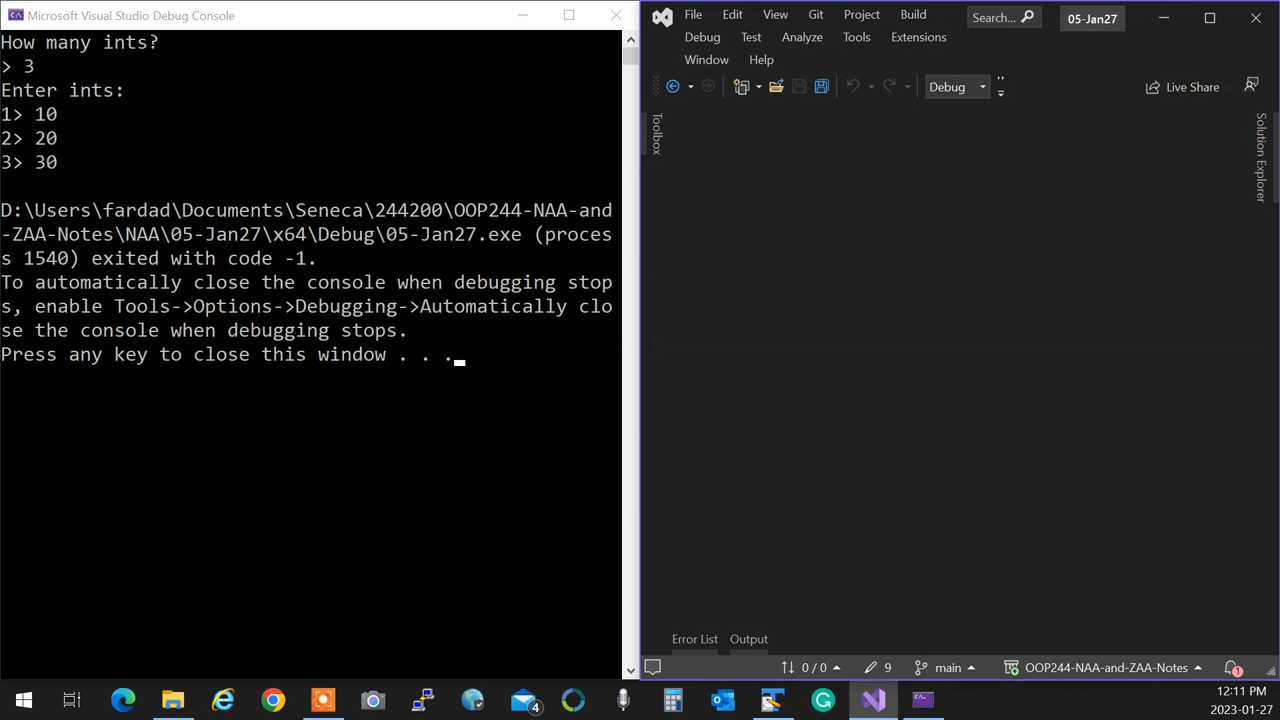 Microsoft Visual Studio Debug Console
How many ints?
> 3
Enter ints:
1> 10
2> 20
3> 30
D:\Users\fardad\Documents\Seneca\244200\OOP244-NAA-and
-ZAA-Notes\NAA\05-Jan27\x64\Debug\05-Jan27.exe (proces
s 1540) exited with code -1.
To automatically close the console when debugging stop
s, enable Tools->Options->Debugging->Automatically clo
se the console when debugging stops.
Press any key to close this window . . .
File Edit View Git Project Build Search... 05-Jan27
Debug Test Analyze Tools Extensions
Window Help
Debug Live Share
Toolbox
Solution Explorer
Error List Output
0 / 0 9 main OOP244-NAA-and-ZAA-Notes 1
4
12:11 PM
2023-01-27